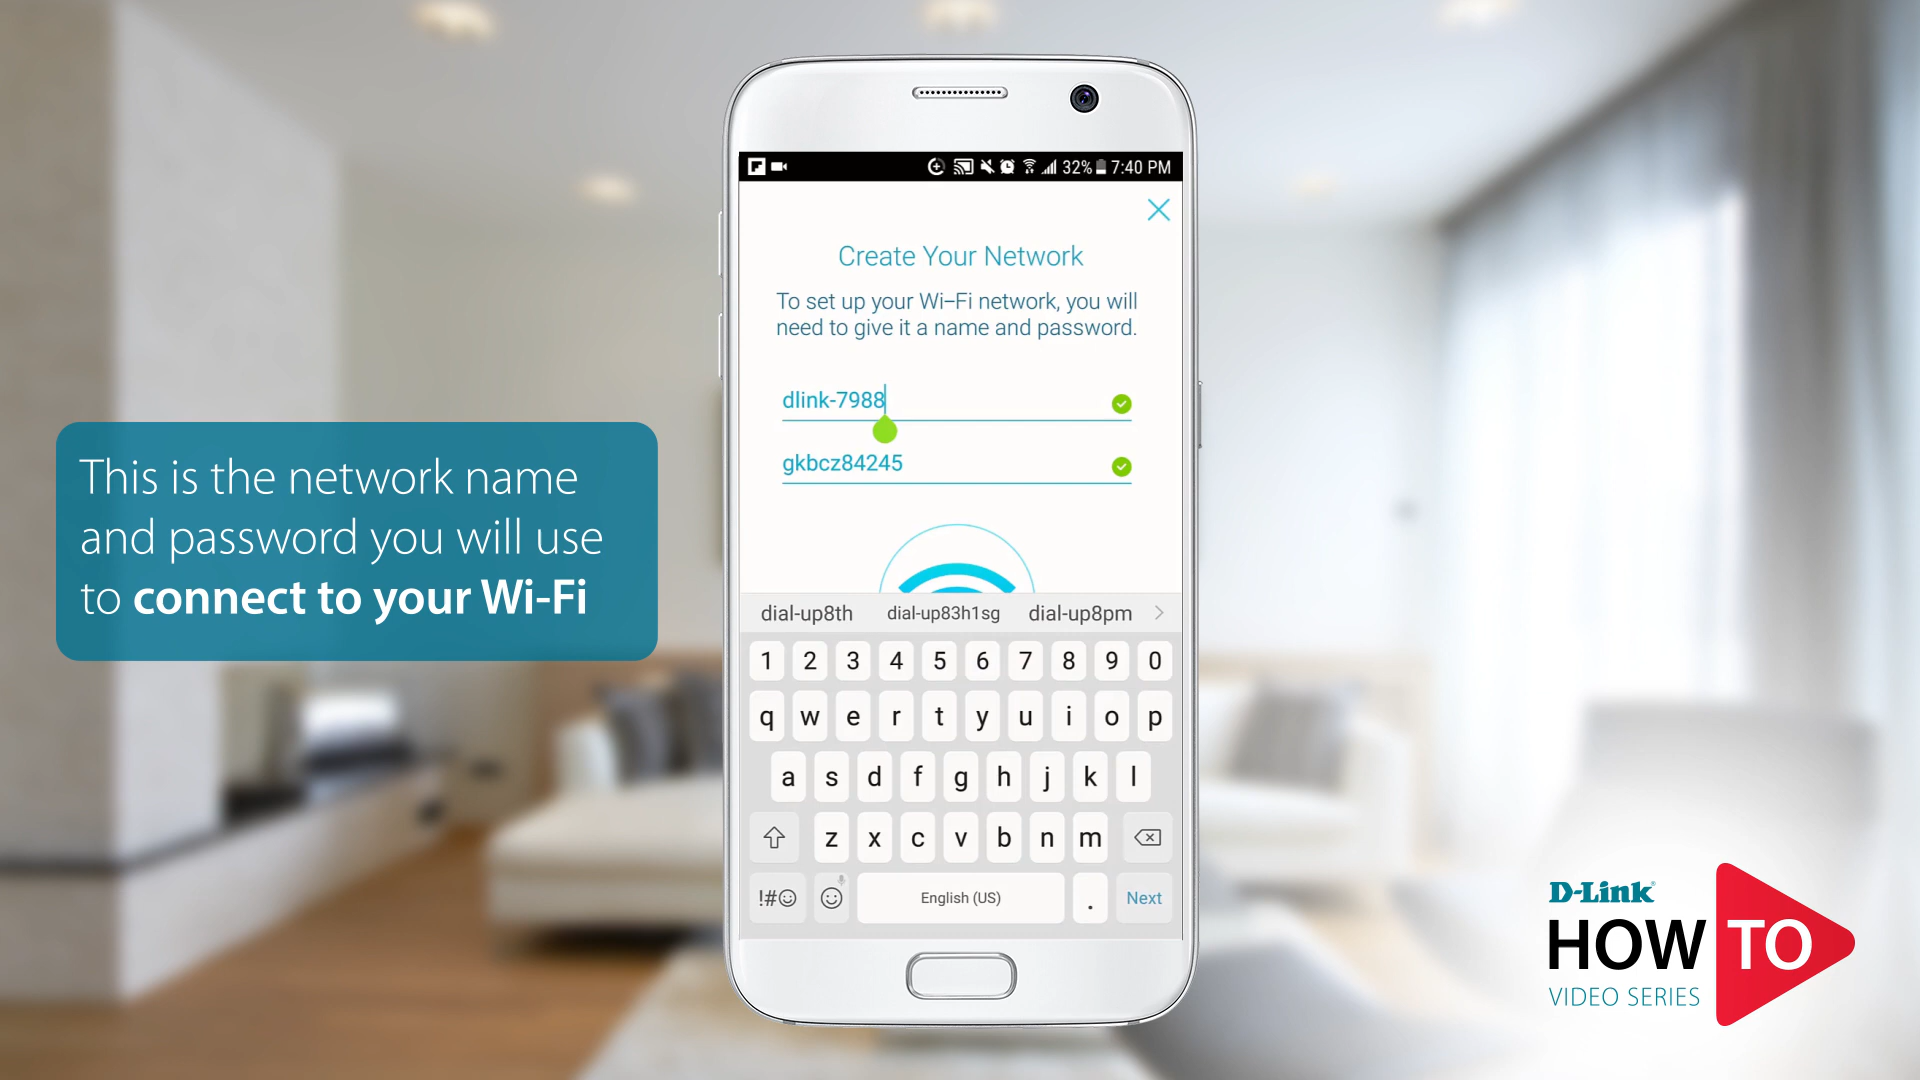 32% 7:40 PM
Create Your Network
To set up your Wi-Fi network, you will
need to give it a name and password.
dlink-7988
gkbcz84245
This is the network name
and password you will use
to connect to your Wi-Fi
dial-up8th dial-up83h1sg dial-up8pm
1 2 3 4 5 6 7 8 9 0
q w e r t y u i o p
a s d f g h j k l
z x c v b n m
!#☺ English (US) . Next
D-Link
HOW TO
VIDEO SERIES